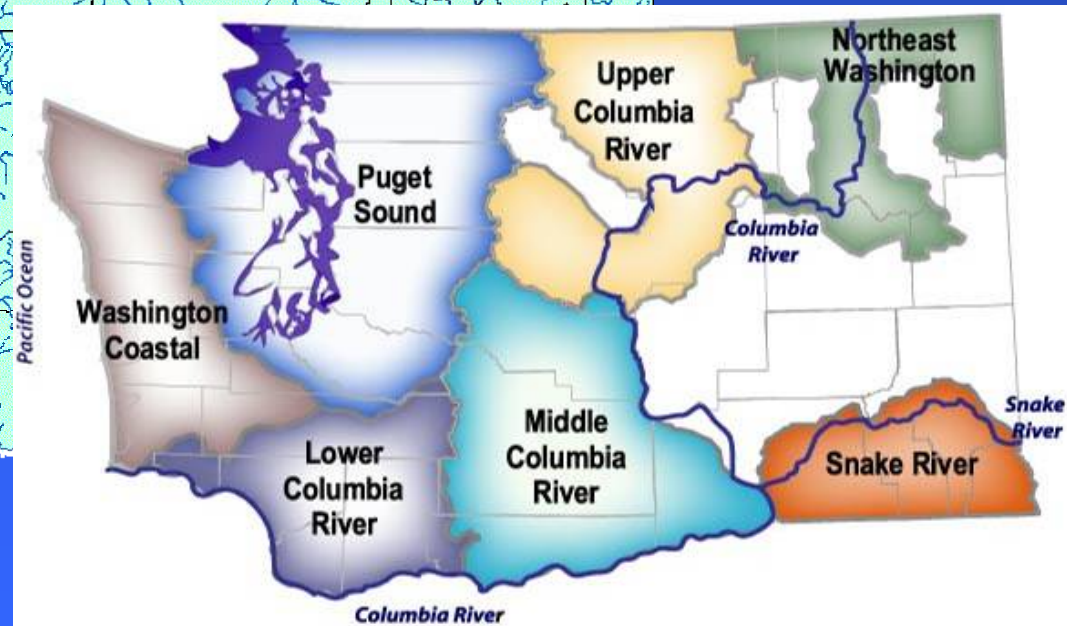 Northeast
Washington
Upper
Columbia
River
Puget
Sound
Columbia
River
Pacific Ocean
Washington
Coastal
Snake
River
Middle
Columbia
River
Lower
Columbia
River
Snake River
Columbia River